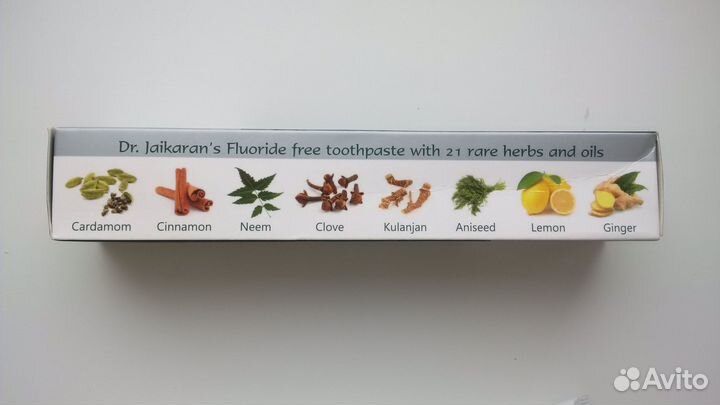 Dr. Jaikaran's Fluoride free toothpaste with 21 rare herbs and oils
Cardamom Cinnamon Neem Clove Kulanjan Aniseed Lemon Ginger
Avito